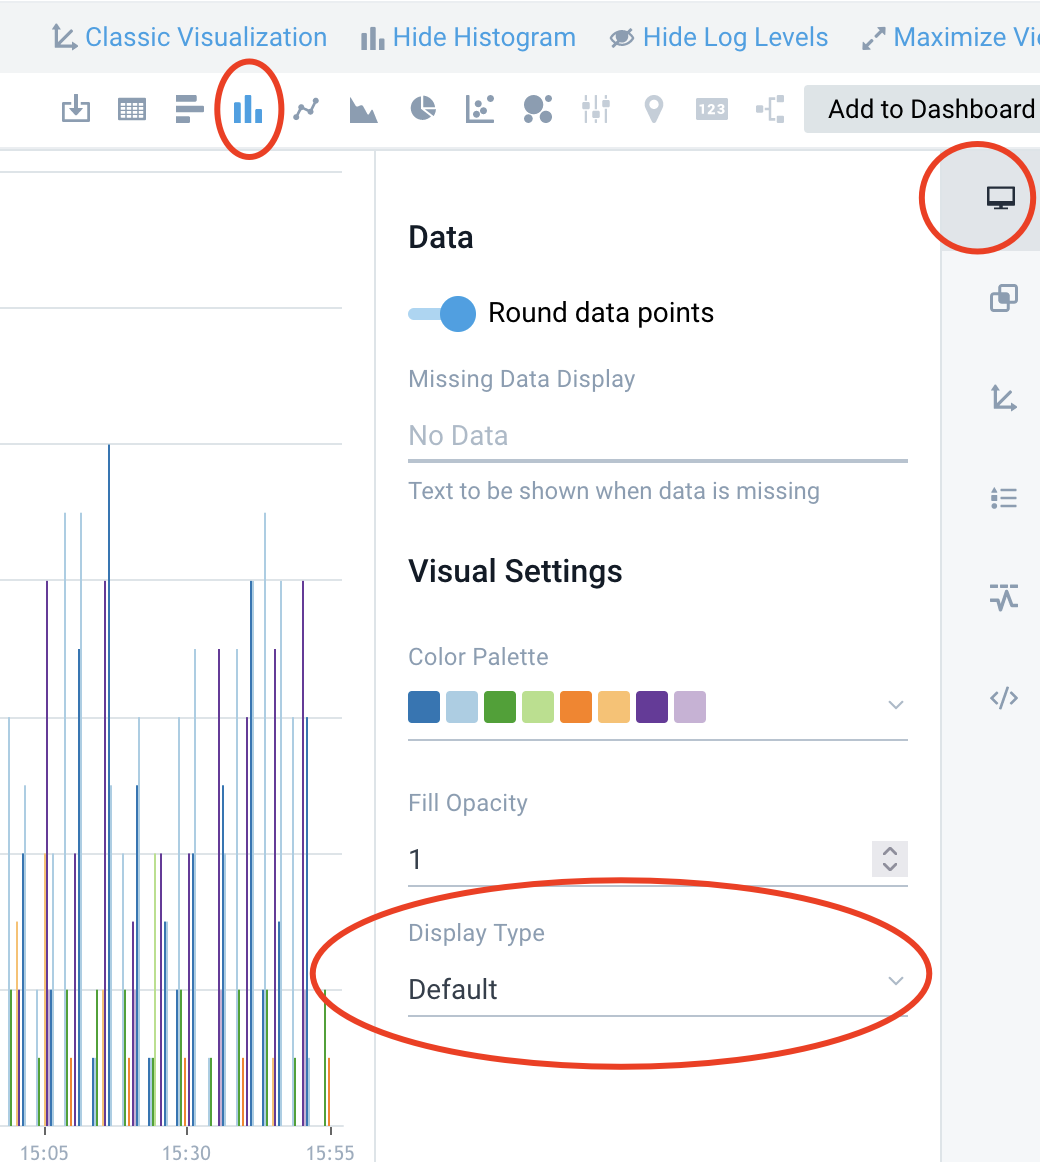 Classic Visualization Hide Histogram Hide Log Levels Maximize Vi
123 Add to Dashboard
Data
Round data points
Missing Data Display
No Data
Text to be shown when data is missing
Visual Settings
Color Palette
Fill Opacity
1
Display Type
Default
15:05 15:30 15:55